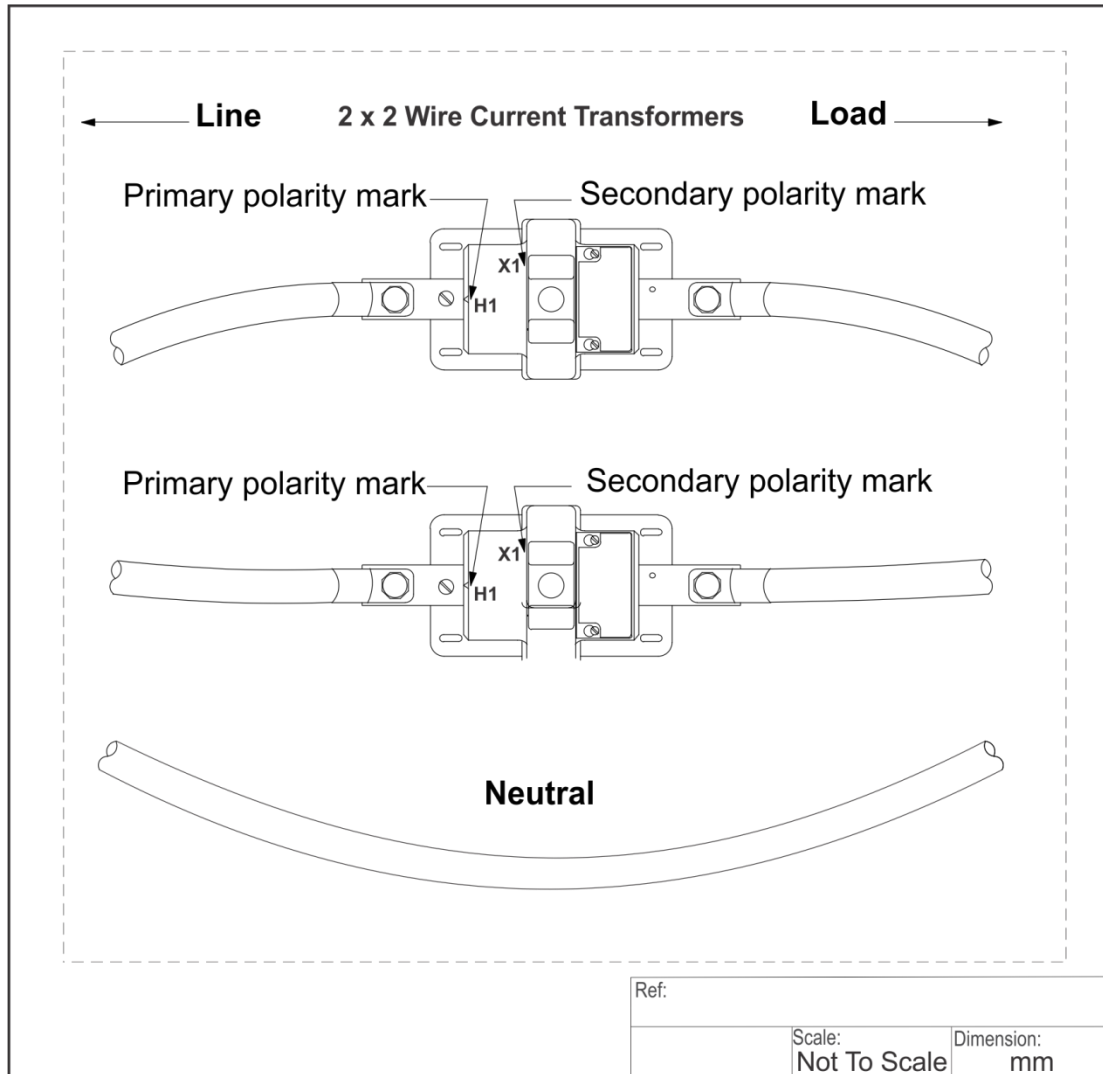 Line 2 x 2 Wire Current Transformers Load
Primary polarity mark Secondary polarity mark
X1
H1
Primary polarity mark Secondary polarity mark
X1
H1
Neutral
Ref:
Scale: Dimension:
Not To Scale mm